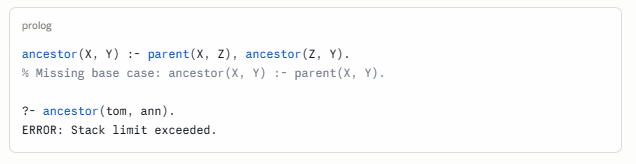 prolog
ancestor(X, Y) :- parent(X, Z), ancestor(Z, Y).
% Missing base case: ancestor(X, Y) :- parent(X, Y).
?- ancestor(tom, ann).
ERROR: Stack limit exceeded.